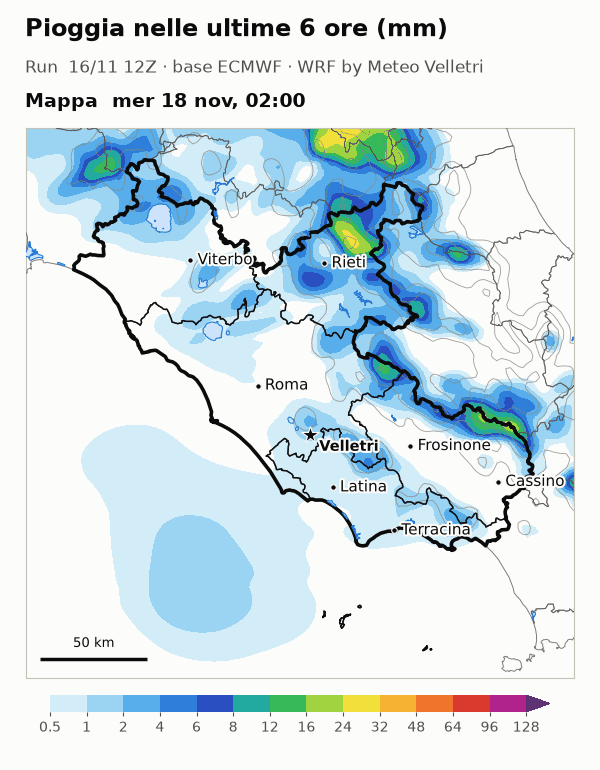 Pioggia nelle ultime 6 ore (mm)
Run  16/11 12Z · base ECMWF · WRF by Meteo Velletri
Mappa  mer 18 nov, 02:00
Viterbo
Rieti
Roma
Velletri
Frosinone
Cassino
Latina
Terracina
50 km
0.5 1 2 4 6 8 12 16 24 32 48 64 96 128